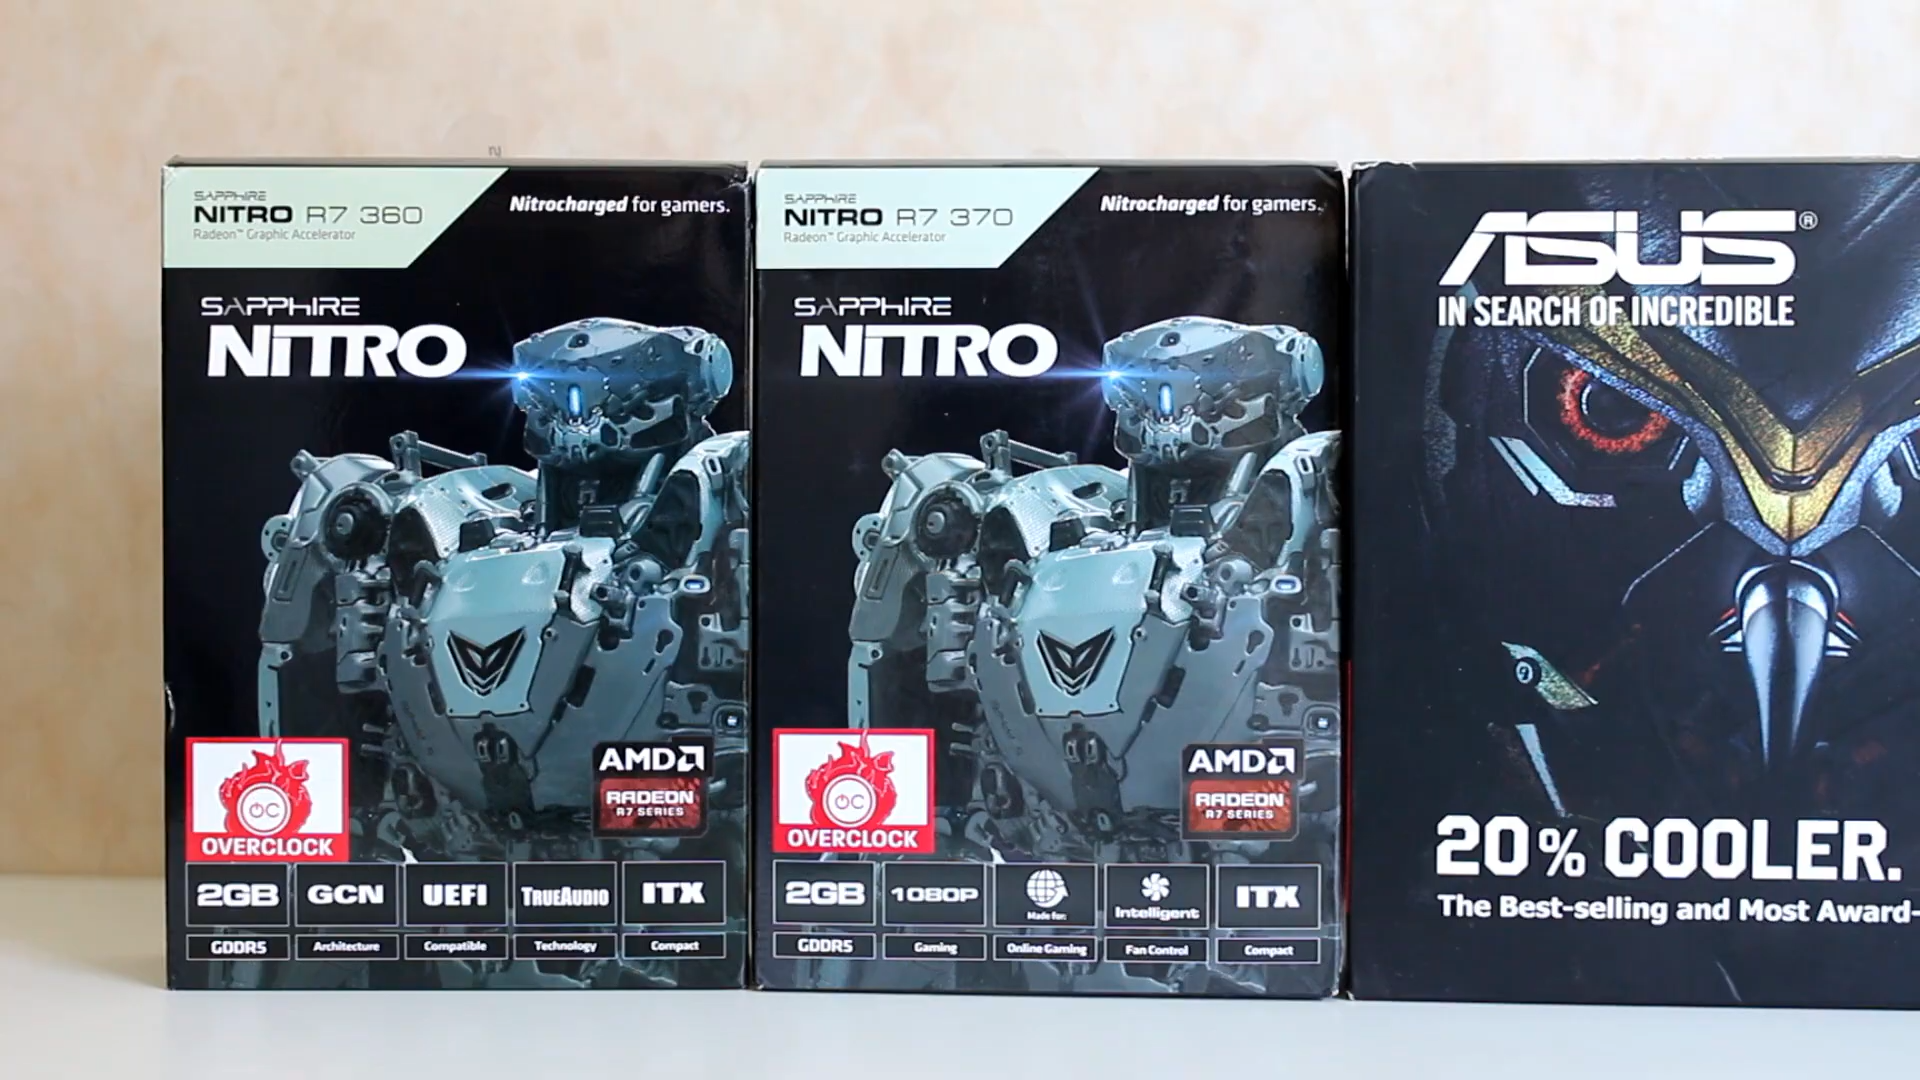 SAPPHIRE
NITRO R7 360
Radeon™ Graphic Accelerator
Nitrocharged for gamers.
SAPPHIRE
NITRO
OC
OVERCLOCK
AMD
RADEON
R7 SERIES
2GB GCN UEFI TRUEAUDIO ITX
GDDR5 Architecture Compatible Technology Compact
SAPPHIRE
NITRO R7 370
Radeon™ Graphic Accelerator
Nitrocharged for gamers.
SAPPHIRE
NITRO
OC
OVERCLOCK
AMD
RADEON
R7 SERIES
2GB 1080P Made for: Intelligent ITX
GDDR5 Gaming Online Gaming Fan Control Compact
ASUS®
IN SEARCH OF INCREDIBLE
20% COOLER.
The Best-selling and Most Award-